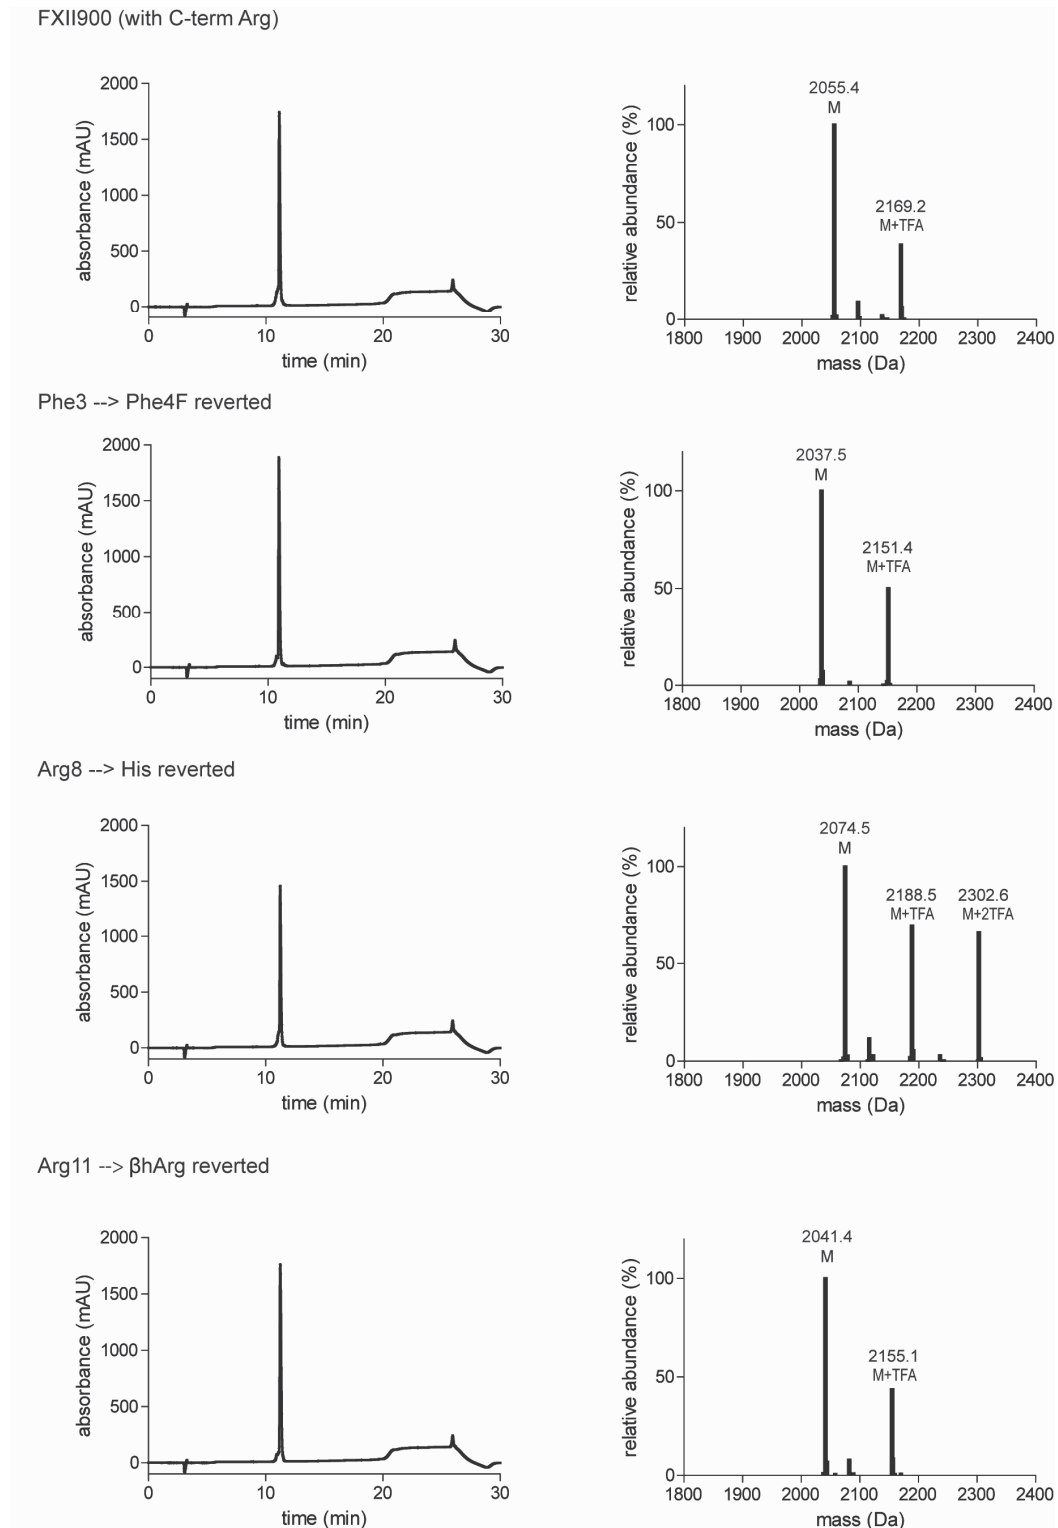 FXII900 (with C-term Arg)
2000
1500
1000
500
0
absorbance (mAU)
0 10 20 30
time (min)
2055.4
M
2169.2
M+TFA
100
50
0
relative abundance (%)
1800 1900 2000 2100 2200 2300 2400
mass (Da)
Phe3 --> Phe4F reverted
2000
1500
1000
500
0
absorbance (mAU)
0 10 20 30
time (min)
2037.5
M
2151.4
M+TFA
100
50
0
relative abundance (%)
1800 1900 2000 2100 2200 2300 2400
mass (Da)
Arg8 --> His reverted
2000
1500
1000
500
0
absorbance (mAU)
0 10 20 30
time (min)
2074.5
M
2188.5 2302.6
M+TFA M+2TFA
100
50
0
relative abundance (%)
1800 1900 2000 2100 2200 2300 2400
mass (Da)
Arg11 --> βhArg reverted
2000
1500
1000
500
0
absorbance (mAU)
0 10 20 30
time (min)
2041.4
M
2155.1
M+TFA
100
50
0
relative abundance (%)
1800 1900 2000 2100 2200 2300 2400
mass (Da)